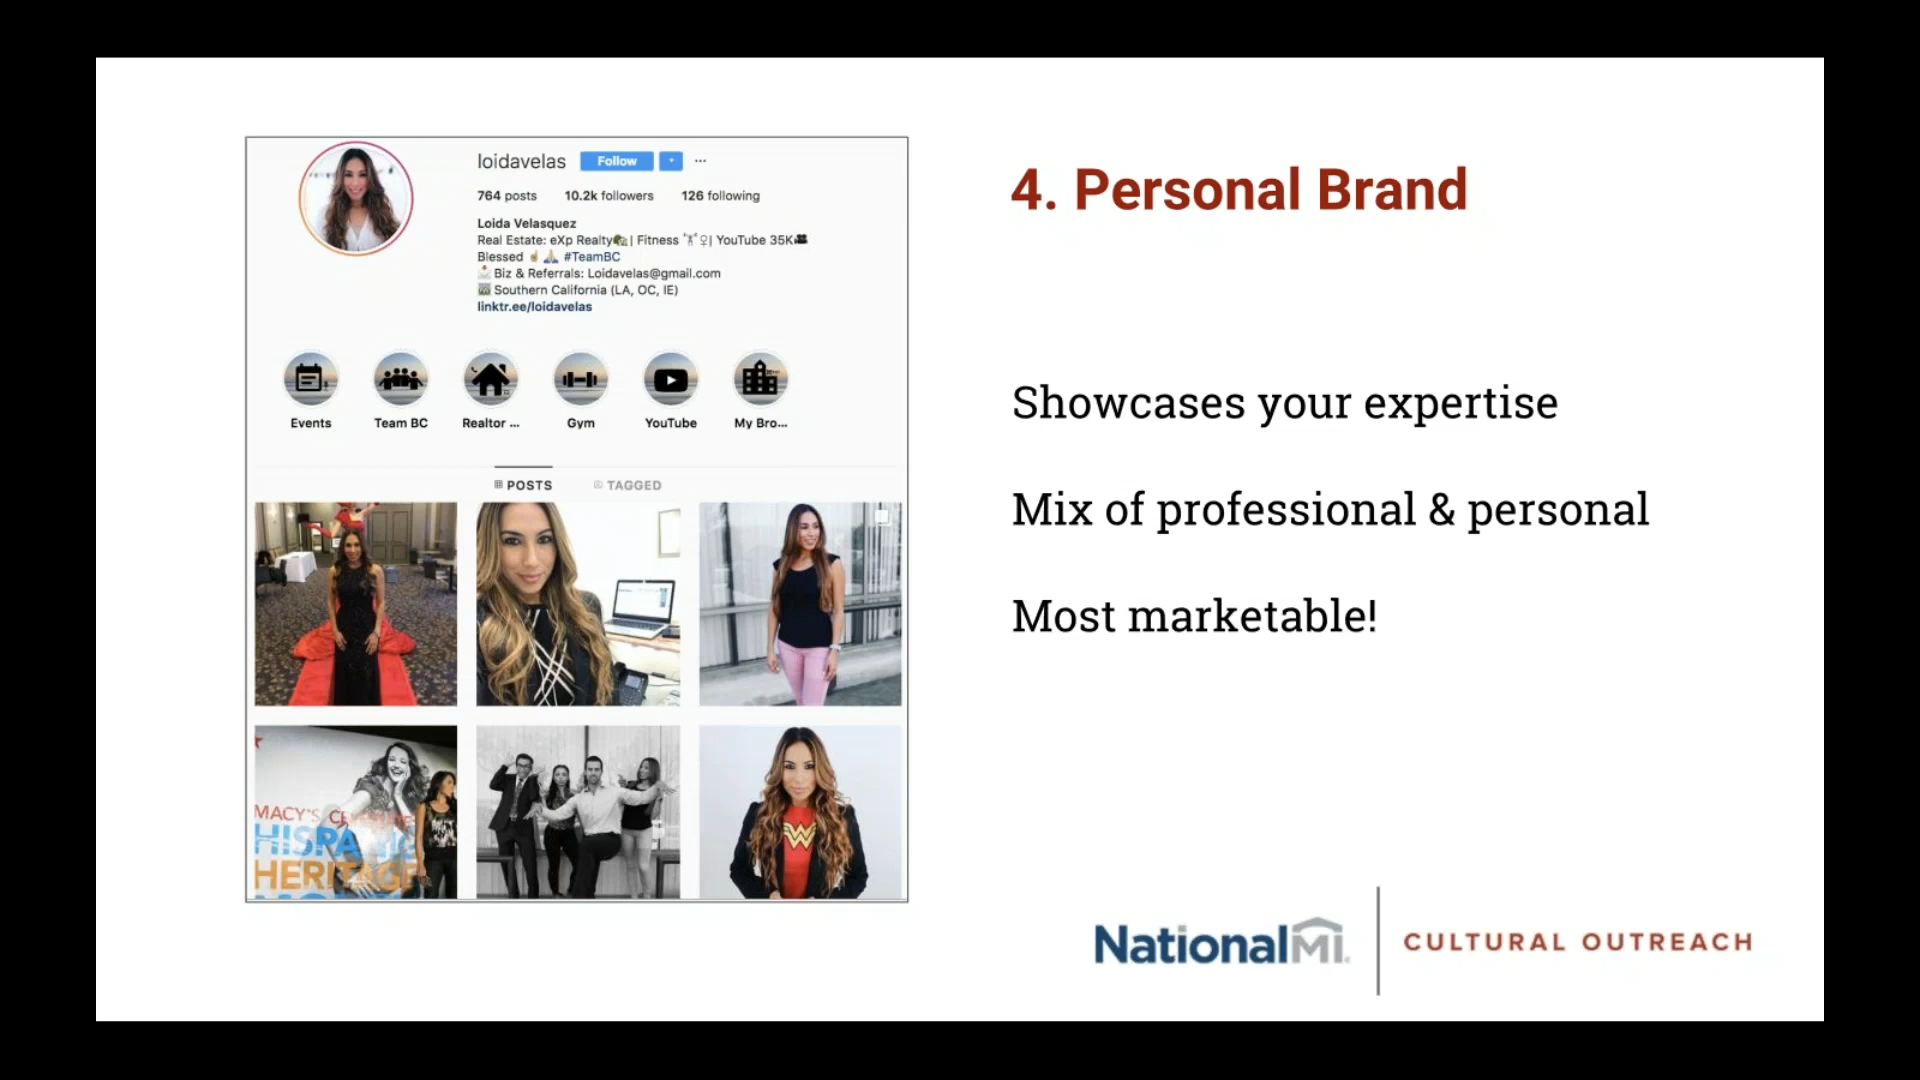 loidavelas Follow ...
764 posts 10.2k followers 126 following
Loida Velasquez
Real Estate: eXp Realty | Fitness | YouTube 35K
Blessed #TeamBC
Biz & Referrals: Loidavelas@gmail.com
Southern California (LA, OC, IE)
linktr.ee/loidavelas
Events Team BC Realtor ... Gym YouTube My Bro...
POSTS TAGGED
MACY'S
HISPANIC
HERITAGE
4. Personal Brand
Showcases your expertise
Mix of professional & personal
Most marketable!
NationalMI. CULTURAL OUTREACH